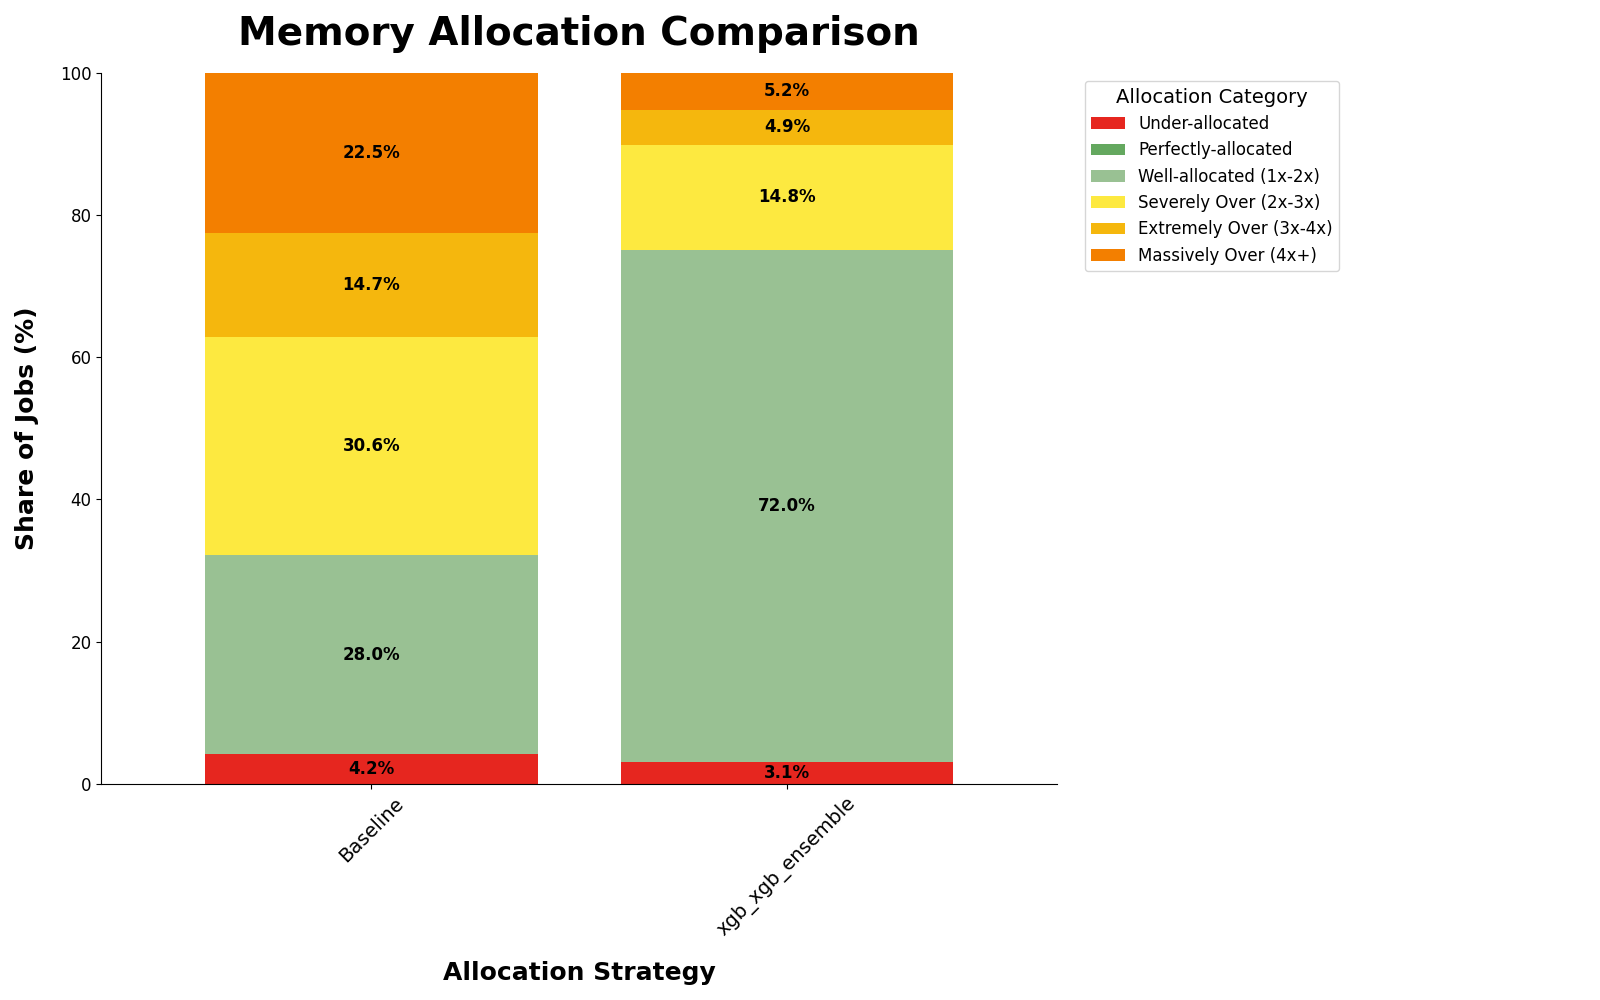 Memory Allocation Comparison
Share of Jobs (%)
100
80
60
40
20
0
22.5%
14.7%
30.6%
28.0%
4.2%
5.2%
4.9%
14.8%
72.0%
3.1%
Baseline
xgb_xgb_ensemble
Allocation Strategy
Allocation Category
Under-allocated
Perfectly-allocated
Well-allocated (1x-2x)
Severely Over (2x-3x)
Extremely Over (3x-4x)
Massively Over (4x+)